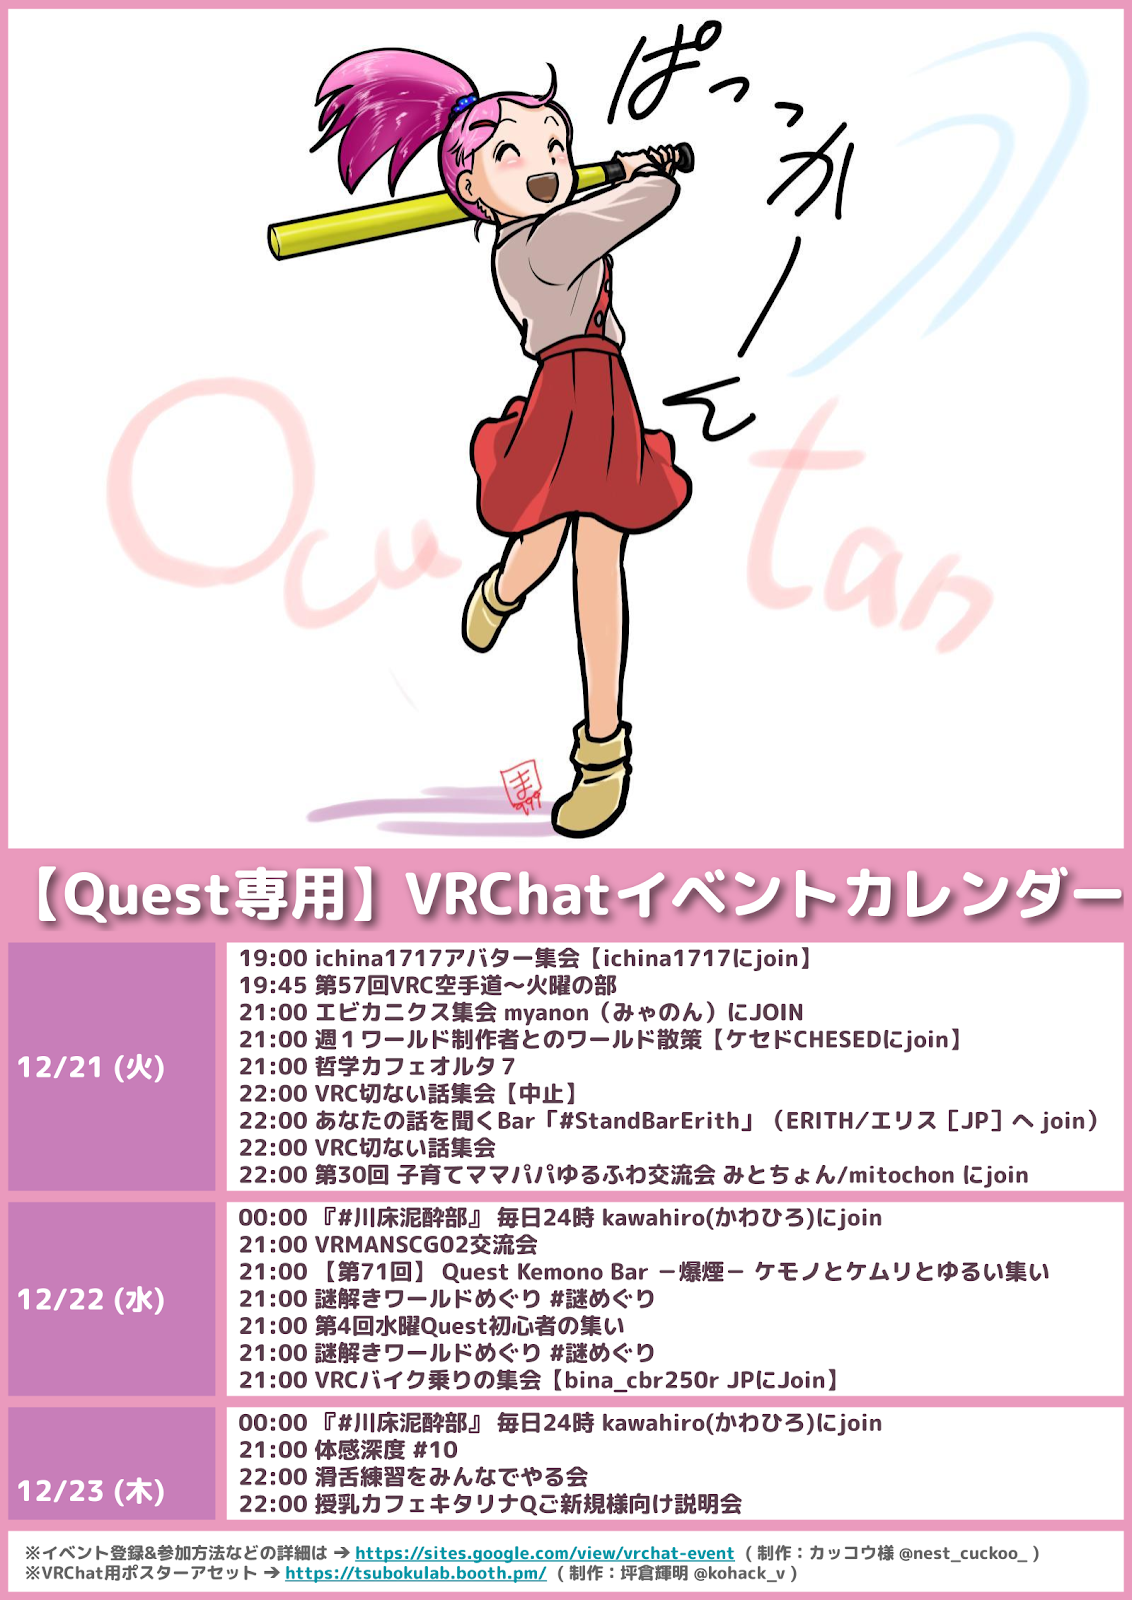 ぱっっかーーん
Ocu tan
ま
999
【Quest専用】VRChatイベントカレンダー
12/21 (火)
19:00 ichina1717アバター集会【ichina1717にjoin】
19:45 第57回VRC空手道～火曜の部
21:00 エビカニクス集会 myanon（みゃのん）にJOIN
21:00 週１ワールド制作者とのワールド散策【ケセドCHESEDにjoin】
21:00 哲学カフェオルタ７
22:00 VRC切ない話集会【中止】
22:00 あなたの話を聞くBar「#StandBarErith」（ERITH/エリス［JP］へ join）
22:00 VRC切ない話集会
22:00 第30回 子育てママパパゆるふわ交流会 みとちょん/mitochon にjoin
12/22 (水)
00:00 『#川床泥酔部』 毎日24時 kawahiro(かわひろ)にjoin
21:00 VRMANSCG02交流会
21:00 【第71回】 Quest Kemono Bar －爆煙－ ケモノとケムリとゆるい集い
21:00 謎解きワールドめぐり #謎めぐり
21:00 第4回水曜Quest初心者の集い
21:00 謎解きワールドめぐり #謎めぐり
21:00 VRCバイク乗りの集会【bina_cbr250r JPにJoin】
12/23 (木)
00:00 『#川床泥酔部』 毎日24時 kawahiro(かわひろ)にjoin
21:00 体感深度 #10
22:00 滑舌練習をみんなでやる会
22:00 授乳カフェキタリナQご新規様向け説明会
※イベント登録&参加方法などの詳細は ➔ https://sites.google.com/view/vrchat-event （ 制作：カッコウ様 @nest_cuckoo_ ）
※VRChat用ポスターアセット ➔ https://tsubokulab.booth.pm/ （ 制作：坪倉輝明 @kohack_v ）